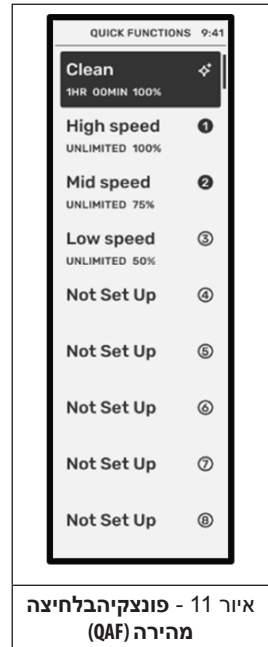 QUICK FUNCTIONS 9:41
Clean
1HR 00MIN 100%
High speed 1
UNLIMITED 100%
Mid speed 2
UNLIMITED 75%
Low speed 3
UNLIMITED 50%
Not Set Up 4
Not Set Up 5
Not Set Up 6
Not Set Up 7
Not Set Up 8
איור 11 - פונצקיהבלחיצה
מהירה (QAF)